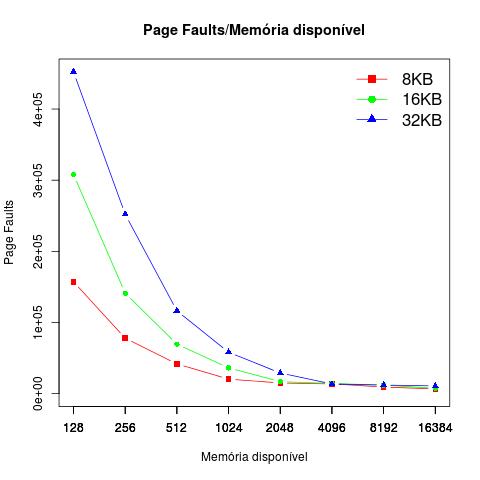 Page Faults/Memória disponível
8KB
16KB
32KB
Page Faults
4e+05
3e+05
2e+05
1e+05
0e+00
128 256 512 1024 2048 4096 8192 16384
Memória disponível